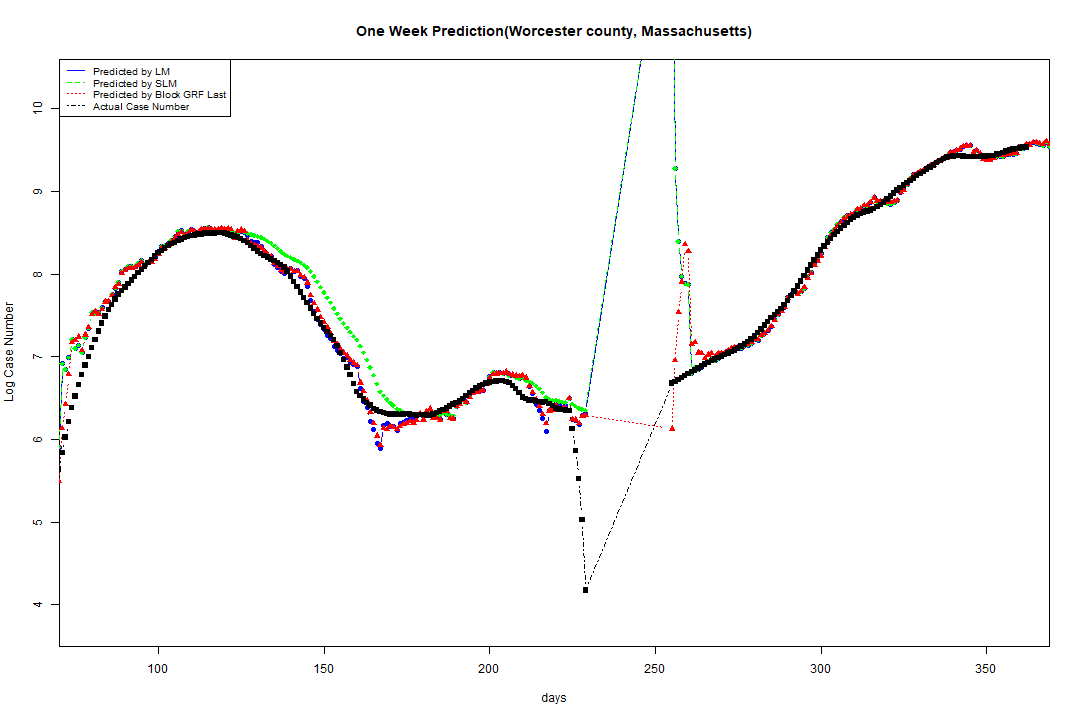 One Week Prediction(Worcester county, Massachusetts)
Predicted by LM
Predicted by SLM
Predicted by Block GRF Last
Actual Case Number
Log Case Number
10
9
8
7
6
5
4
100 150 200 250 300 350
days